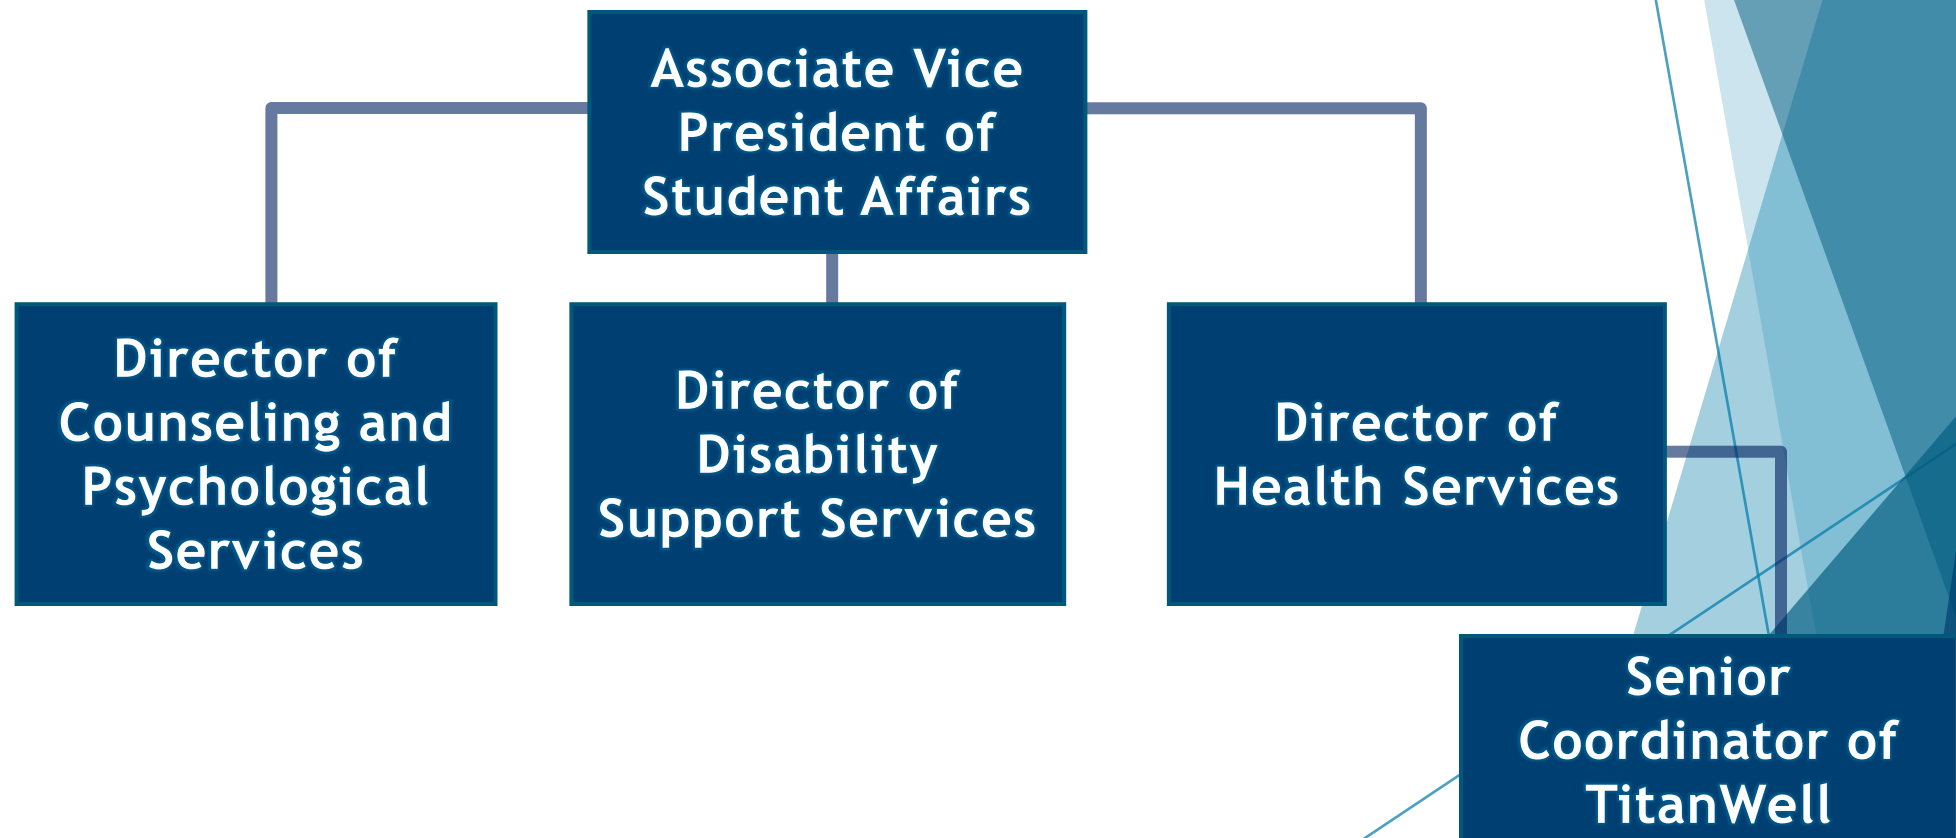 Associate Vice
President of
Student Affairs
Director of
Counseling and
Psychological
Services
Director of
Disability
Support Services
Director of
Health Services
Senior
Coordinator of
TitanWell